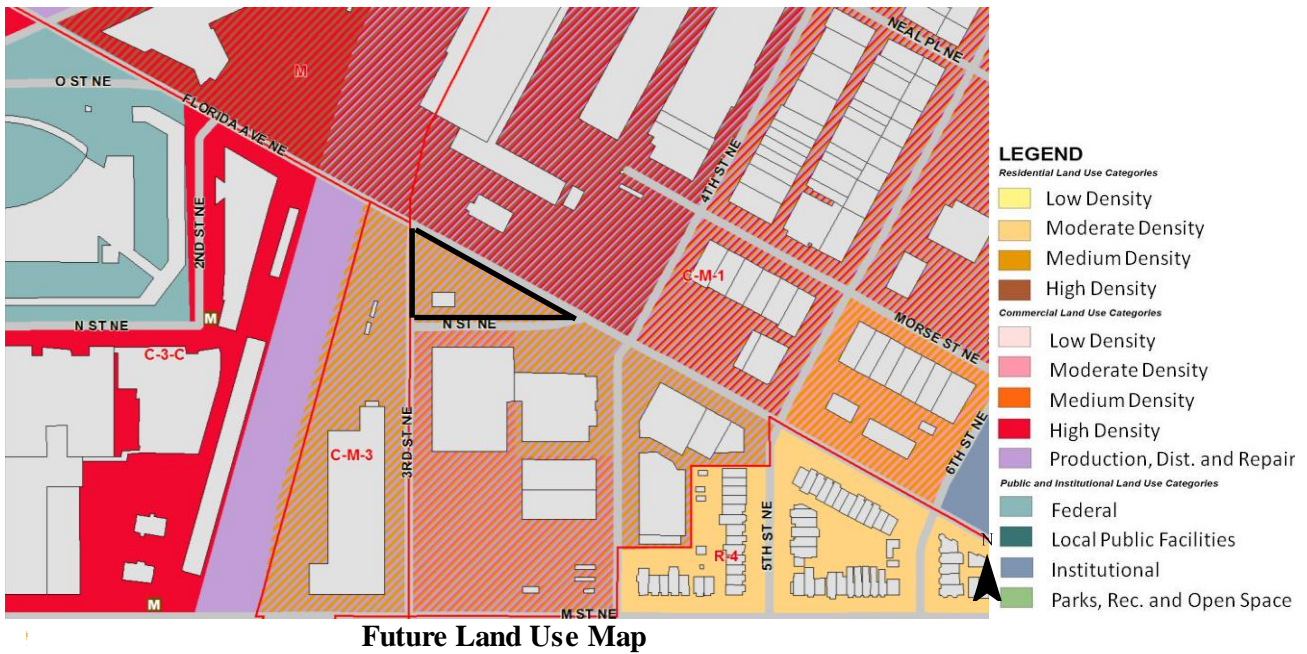 NEAL PL NE
O ST NE
M
FLORIDA AVE NE
4TH ST NE
2ND ST NE
C-M-1
N ST NE
M
N ST NE
MORSE ST NE
C-3-C
3RD ST NE
C-M-3
6TH ST NE
R-4
5TH ST NE
M
M ST NE
N
LEGEND
Residential Land Use Categories
Low Density
Moderate Density
Medium Density
High Density
Commercial Land Use Categories
Low Density
Moderate Density
Medium Density
High Density
Production, Dist. and Repair
Public and Institutional Land Use Categories
Federal
Local Public Facilities
Institutional
Parks, Rec. and Open Space
Future Land Use Map